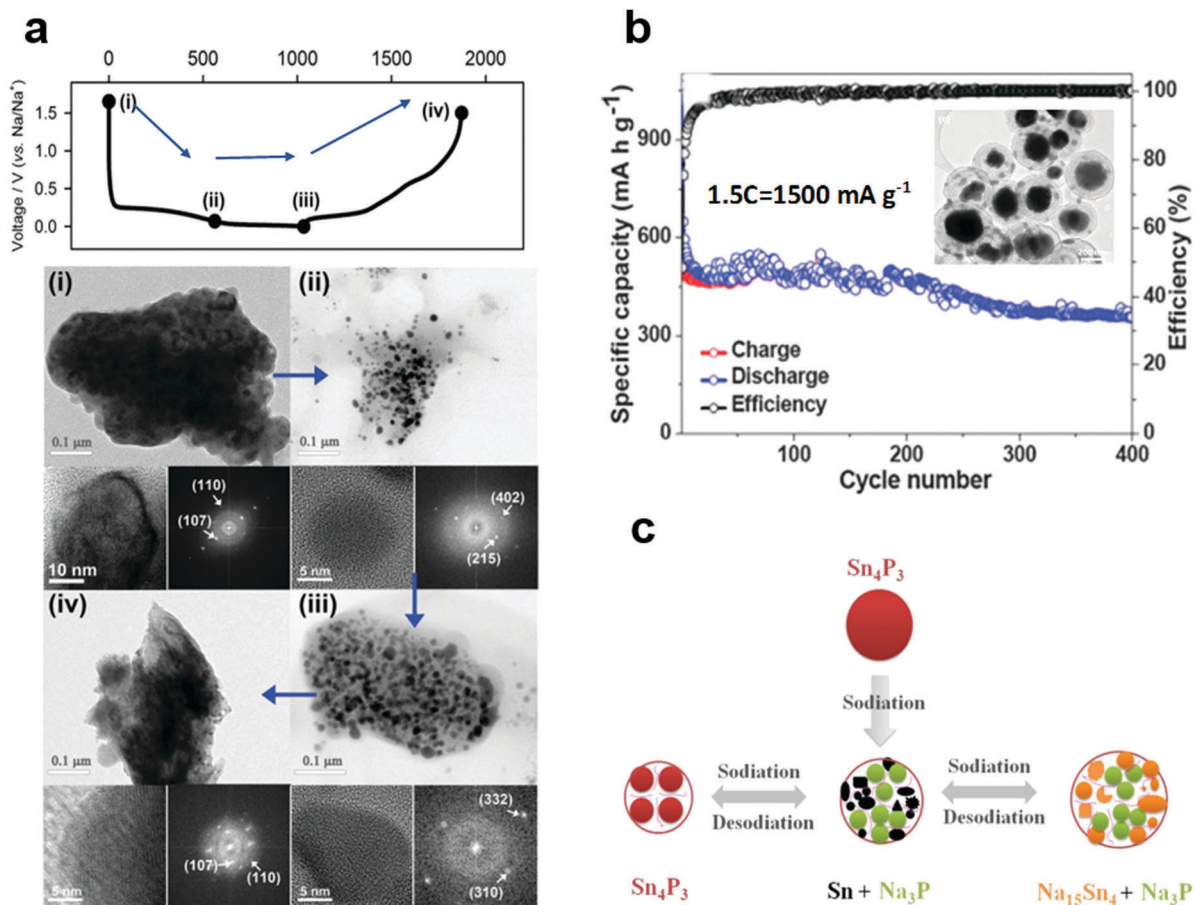 a
0 500 1000 1500 2000
Voltage / V (vs. Na/Na⁺)
1.5
1.0
0.5
0.0
(i)
(ii)
(iii)
(iv)
(i)
0.1 μm
(ii)
0.1 μm
10 nm
(110)
(107)
5 nm
(402)
(215)
(iv)
0.1 μm
(iii)
0.1 μm
5 nm
(107)
(110)
5 nm
(332)
(310)
b
Specific capacity (mA h g⁻¹)
900
600
450
300
0
1.5C=1500 mA g⁻¹
Charge
Discharge
Efficiency
100 200 300 400
Cycle number
100
80
60
40
20
0
Efficiency (%)
c
Sn₄P₃
Sodiation
Sodiation
Desodiation
Sodiation
Desodiation
Sn₄P₃
Sn + Na₃P
Na₁₅Sn₄ + Na₃P